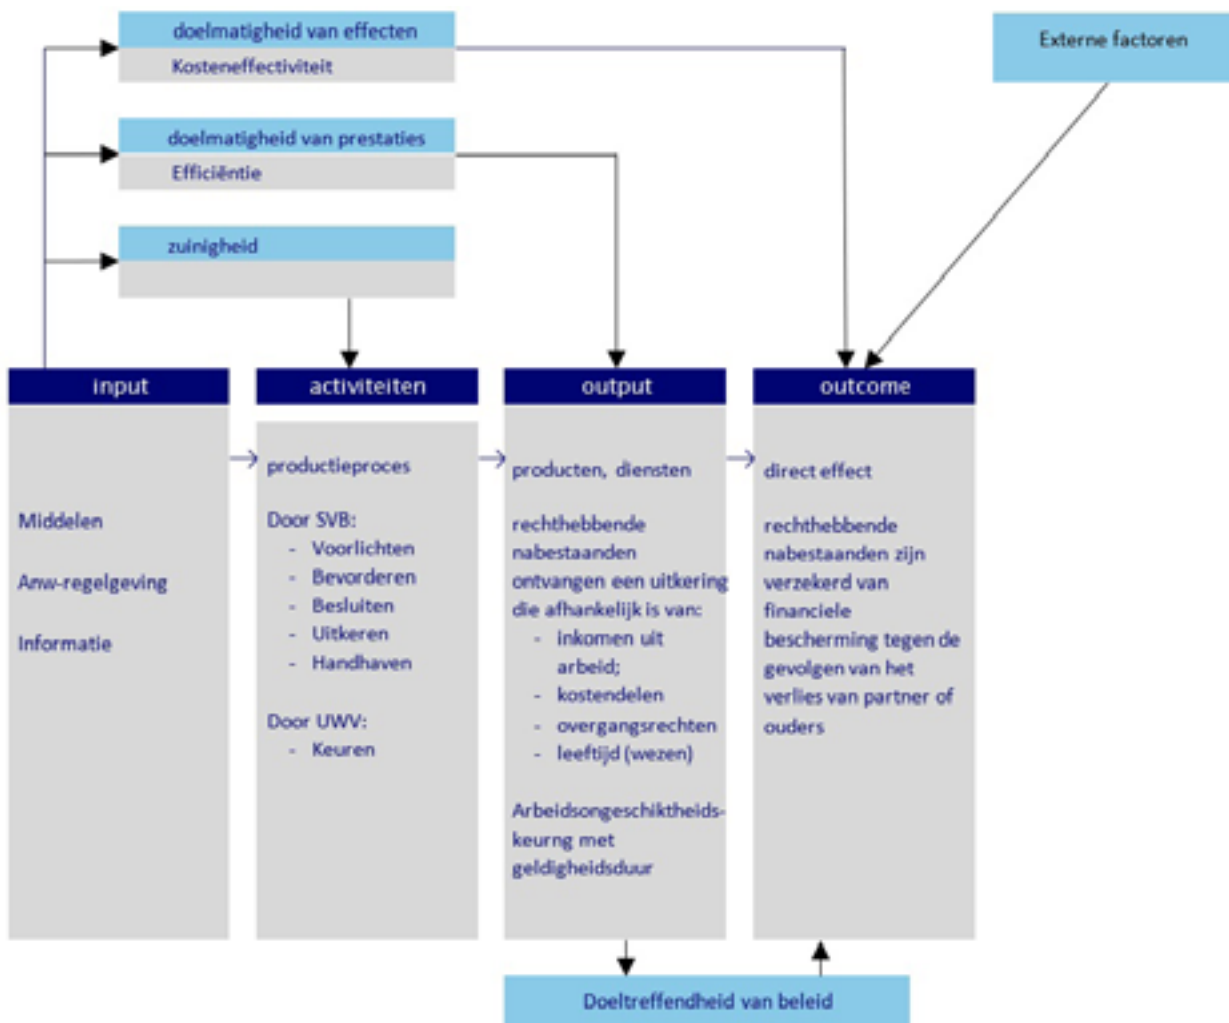 doelmatigheid van effecten
Kosteneffectiviteit
Externe factoren
doelmatigheid van prestaties
Efficiëntie
zuinigheid
input
Middelen
Anw-regelgeving
Informatie
activiteiten
productieproces
Door SVB:
- Voorlichten
- Bevorderen
- Besluiten
- Uitkeren
- Handhaven
Door UWV:
- Keuren
output
producten, diensten
rechthebbende
nabestaanden
ontvangen een uitkering
die afhankelijk is van:
- inkomen uit
arbeid;
- kostendelen
- overgangsrechten
- leeftijd (wezen)
Arbeidsongeschiktheids-
keurng met
geldigheidsduur
outcome
direct effect
rechthebbende
nabestaanden zijn
verzekerd van
financiele
bescherming tegen de
gevolgen van het
verlies van partner of
ouders
Doeltreffendheid van beleid